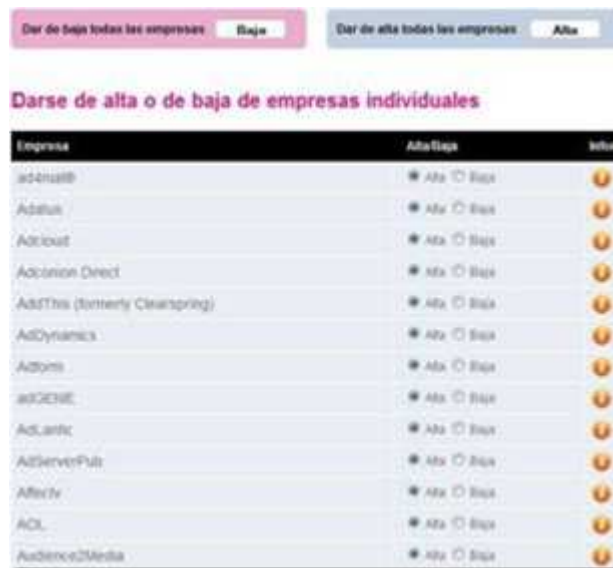 Dar de baja todas las empresas Baja Dar de alta todas las empresas Alta
Darse de alta o de baja de empresas individuales
Empresa Alta/Baja
ad4mat® Alta Baja
Adatus Alta Baja
Adcloud Alta Baja
Adconion Direct Alta Baja
AddThis (formerly Clearspring) Alta Baja
AdDynamics Alta Baja
Adform Alta Baja
adGENIE Alta Baja
AdLantic Alta Baja
AdServerPub Alta Baja
Affectv Alta Baja
AOL Alta Baja
Audience2Media Alta Baja